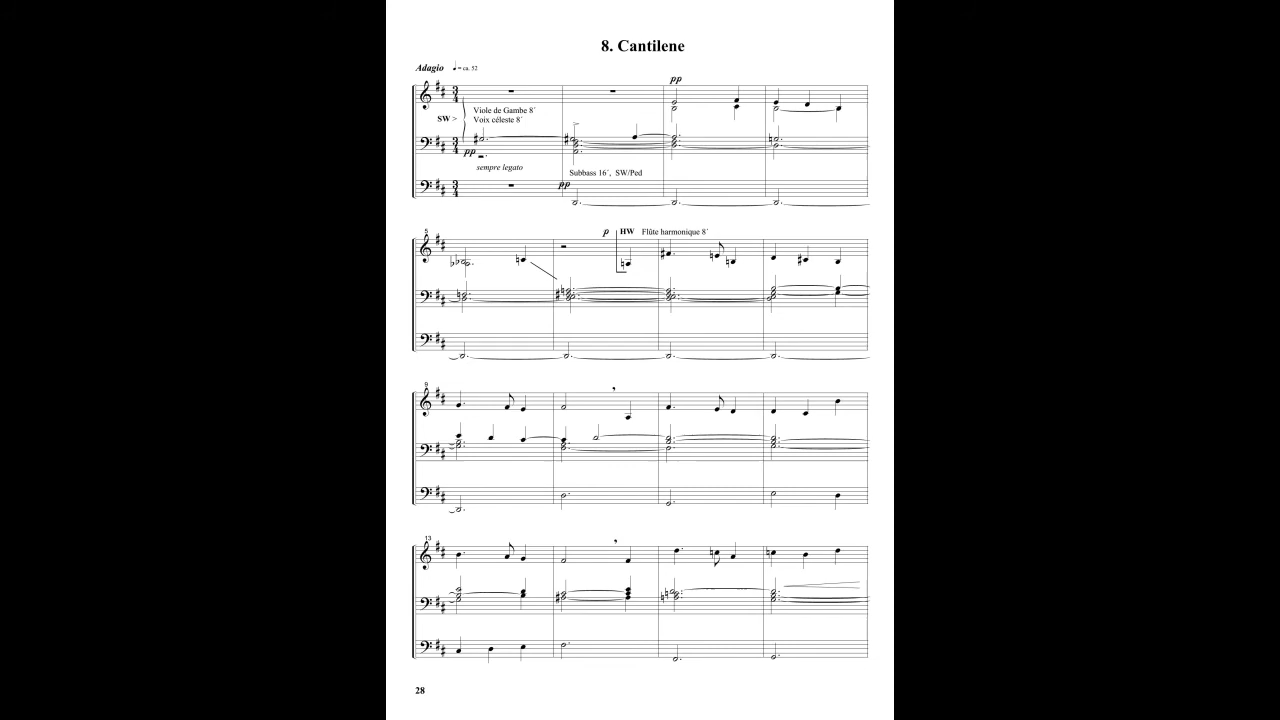 8. Cantilene
Adagio ♩= ca. 52
pp
Viole de Gambe 8´
SW > Voix céleste 8´
pp
sempre legato
Subbass 16´, SW/Ped
pp
5
p HW Flûte harmonique 8´
9
13
28